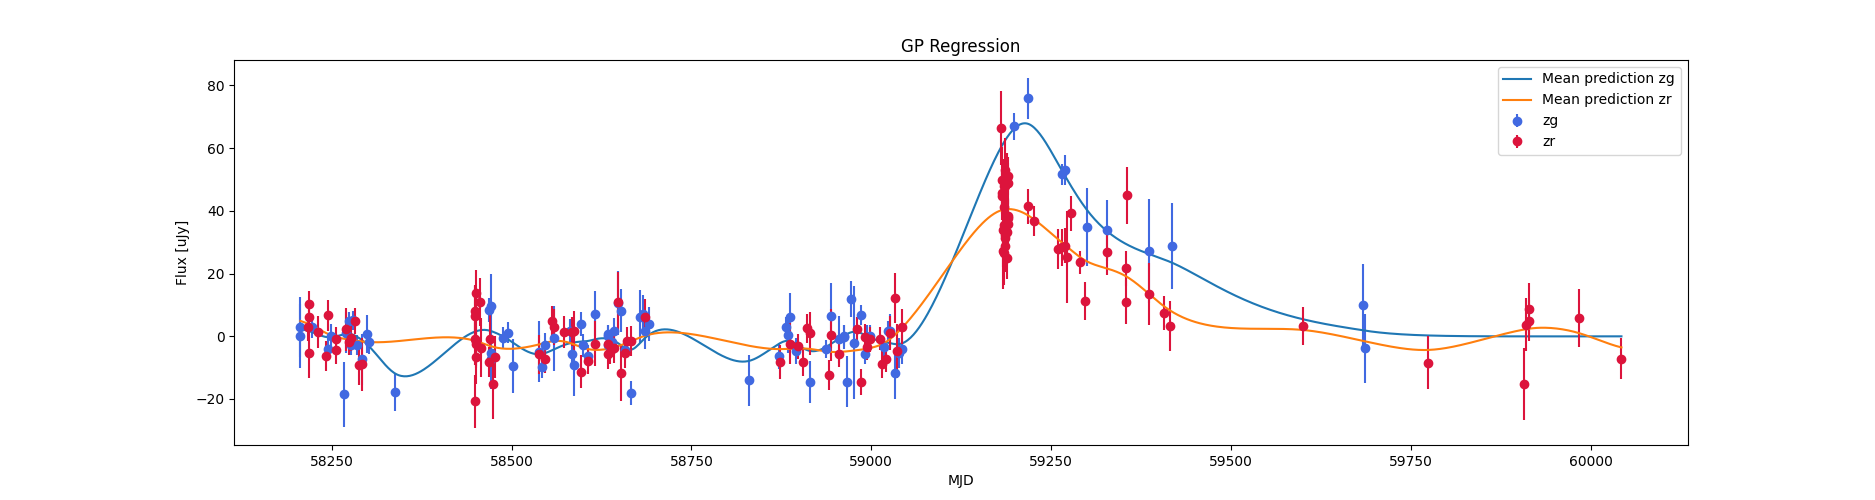 GP Regression
Mean prediction zg
Mean prediction zr
zg
zr
Flux [uJy]
80
60
40
20
0
−20
58250 58500 58750 59000 59250 59500 59750 60000
MJD